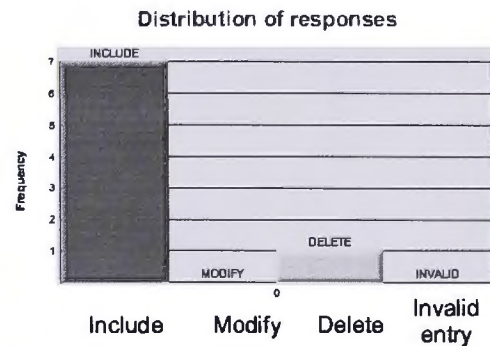 Distribution of responses
INCLUDE
7
6
5
4
3
2
1
Frequency
DELETE
MODIFY
INVALID
0
Include
Modify
Delete
Invalid
entry